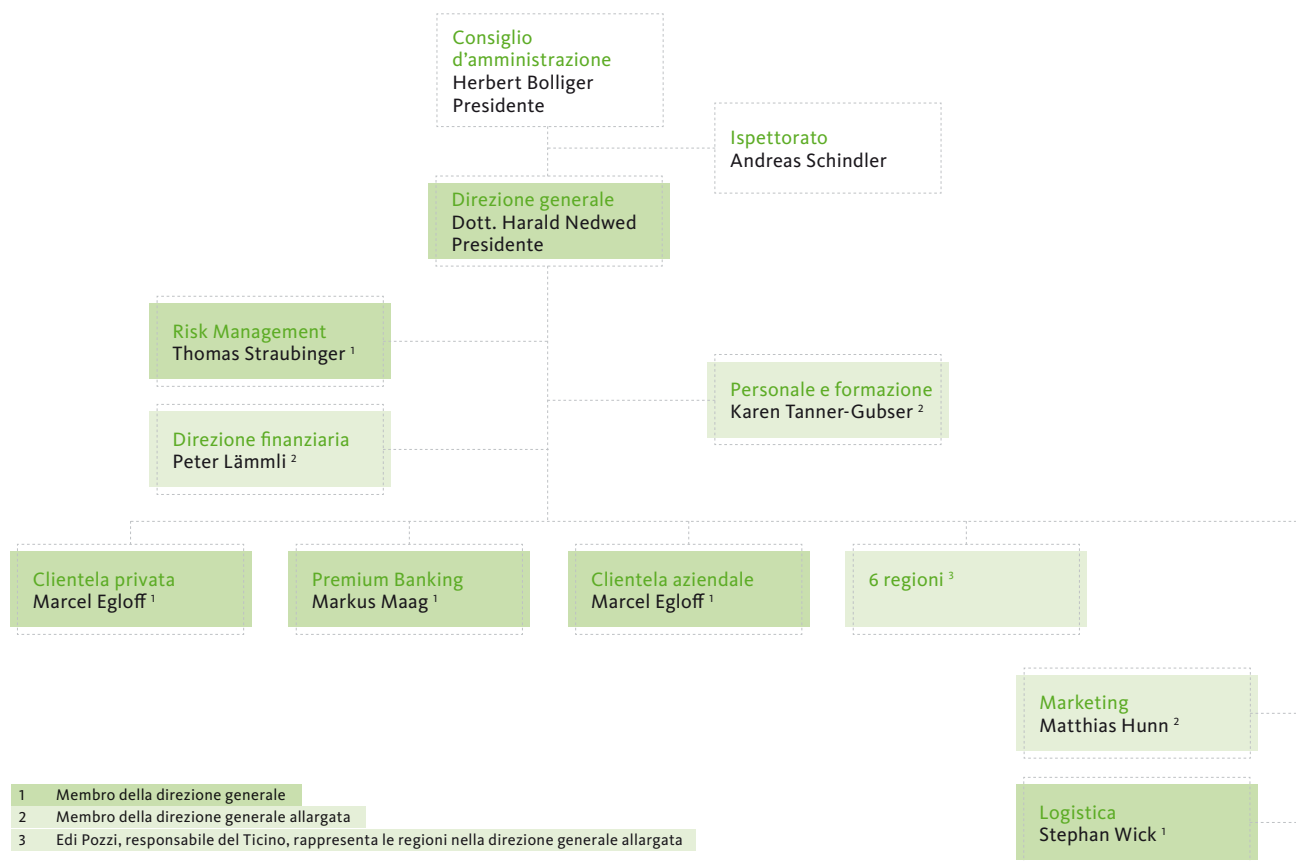 Consiglio
d’amministrazione
Herbert Bolliger
Presidente
Ispettorato
Andreas Schindler
Direzione generale
Dott. Harald Nedwed
Presidente
Risk Management
Thomas Straubinger ¹
Personale e formazione
Karen Tanner-Gubser ²
Direzione finanziaria
Peter Lämmli ²
Clientela privata
Marcel Egloff ¹
Premium Banking
Markus Maag ¹
Clientela aziendale
Marcel Egloff ¹
6 regioni ³
Marketing
Matthias Hunn ²
Logistica
Stephan Wick ¹
1 Membro della direzione generale
2 Membro della direzione generale allargata
3 Edi Pozzi, responsabile del Ticino, rappresenta le regioni nella direzione generale allargata